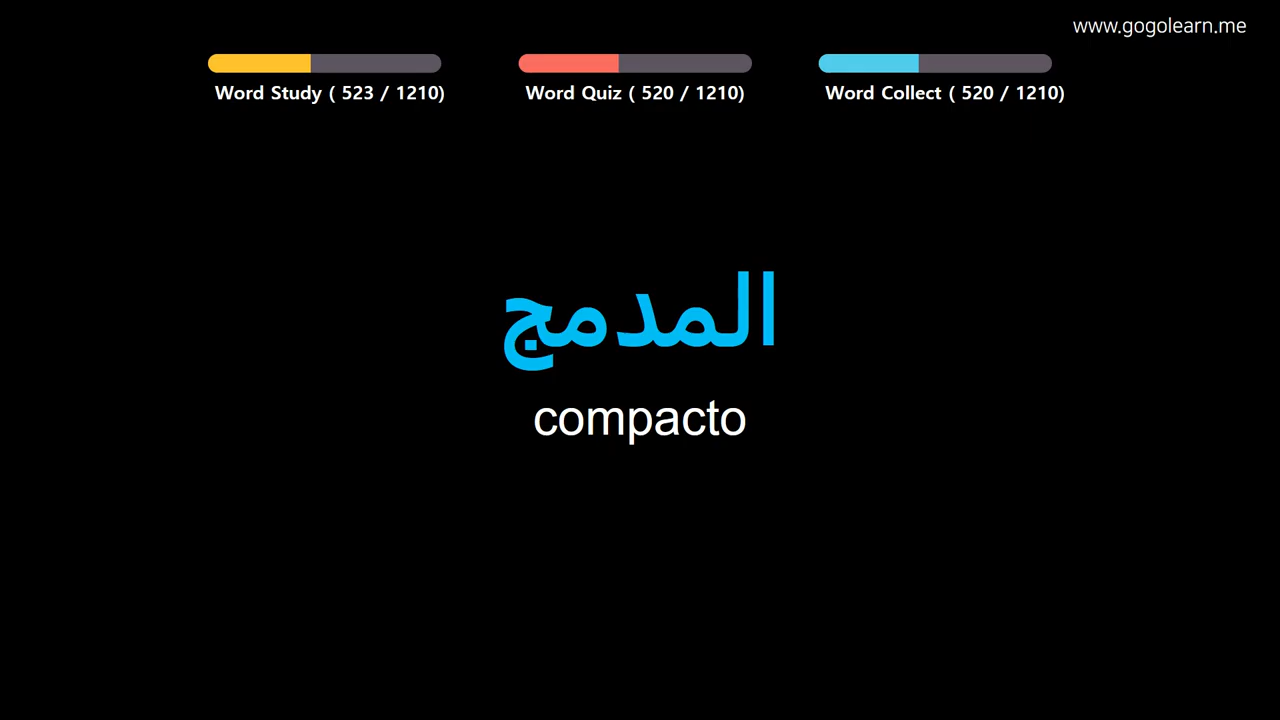 www.gogolearn.me
Word Study ( 523 / 1210)
Word Quiz ( 520 / 1210)
Word Collect ( 520 / 1210)
المدمج
compacto